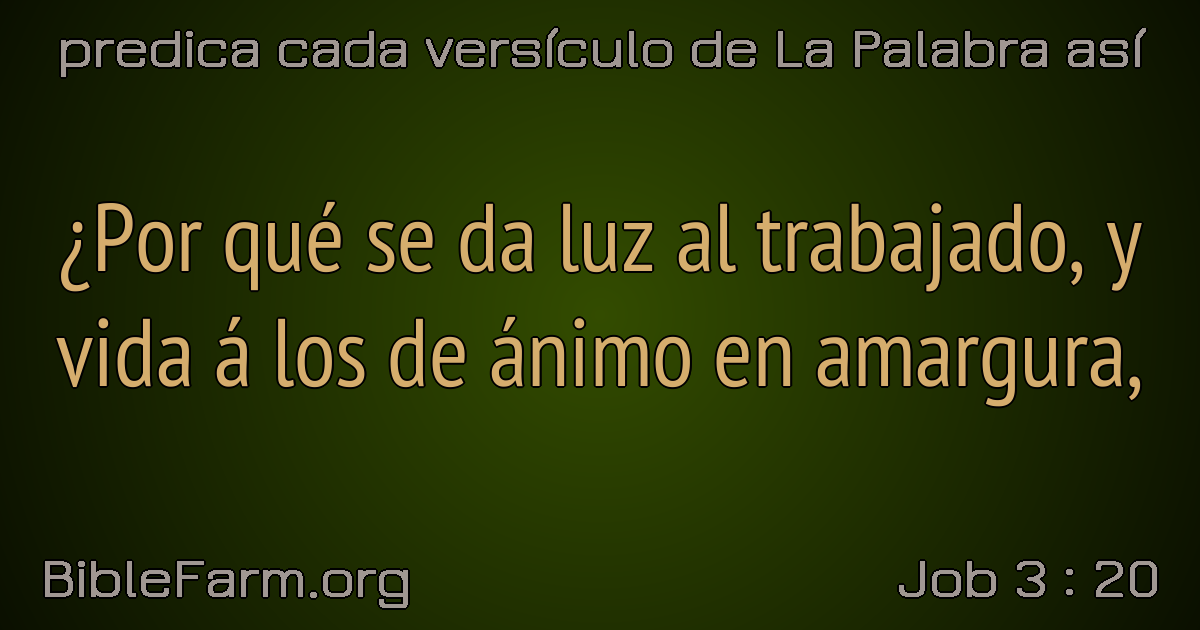 predica cada versículo de La Palabra así
¿Por qué se da luz al trabajado, y
vida á los de ánimo en amargura,
BibleFarm.org
Job 3 : 20